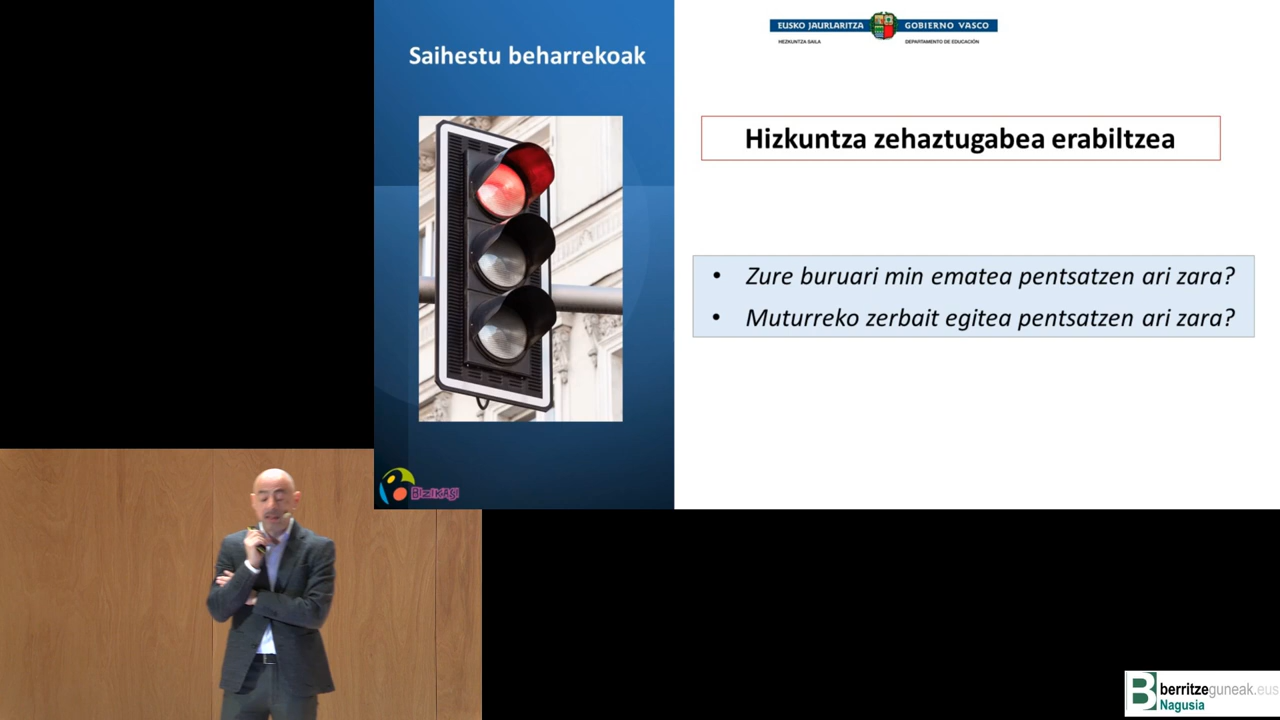 Saihestu beharrekoak
EUSKO JAURLARITZA
GOBIERNO VASCO
HEZKUNTZA SAILA
DEPARTAMENTO DE EDUCACIÓN
Hizkuntza zehaztugabea erabiltzea
• Zure buruari min ematea pentsatzen ari zara?
• Muturreko zerbait egitea pentsatzen ari zara?
BIZIKASI
berritzeguneak.eus
Nagusia